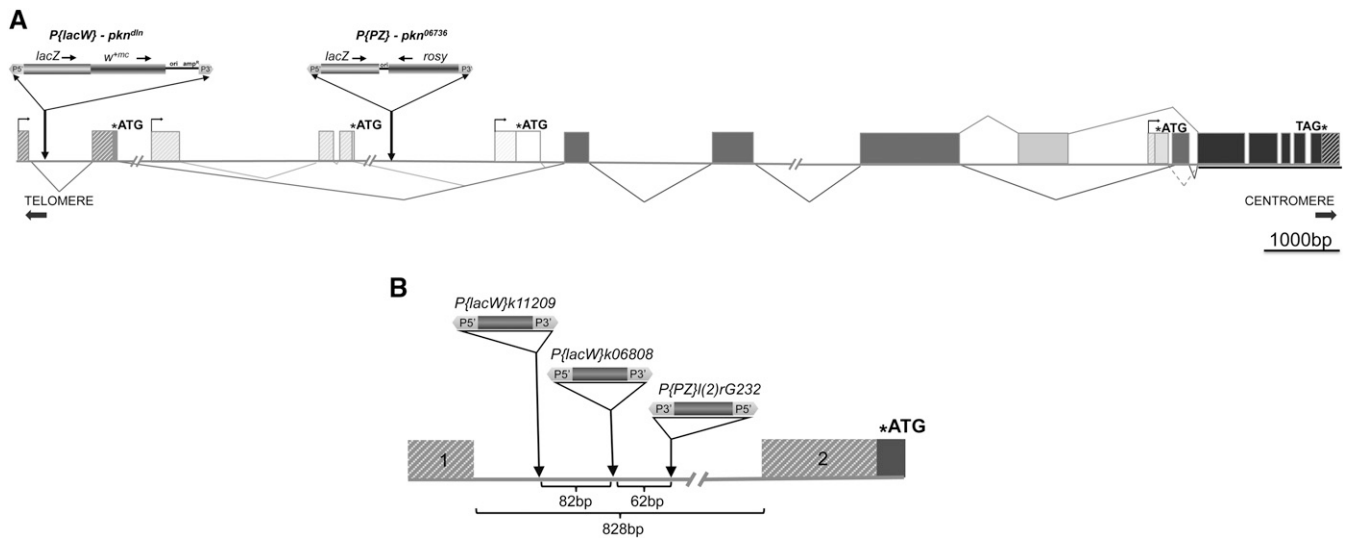 A
P{lacW} - pkn^dln
P{PZ} - pkn^06736
lacZ w^+mc ori amp^R
P5' P3'
lacZ ori rosy
P5' P3'
*ATG
*ATG
*ATG
*ATG
TAG*
TELOMERE
CENTROMERE
1000bp
B
P{lacW}k11209
P5' P3'
P{lacW}k06808
P5' P3'
P{PZ}l(2)rG232
P3' P5'
*ATG
1
2
82bp
62bp
828bp